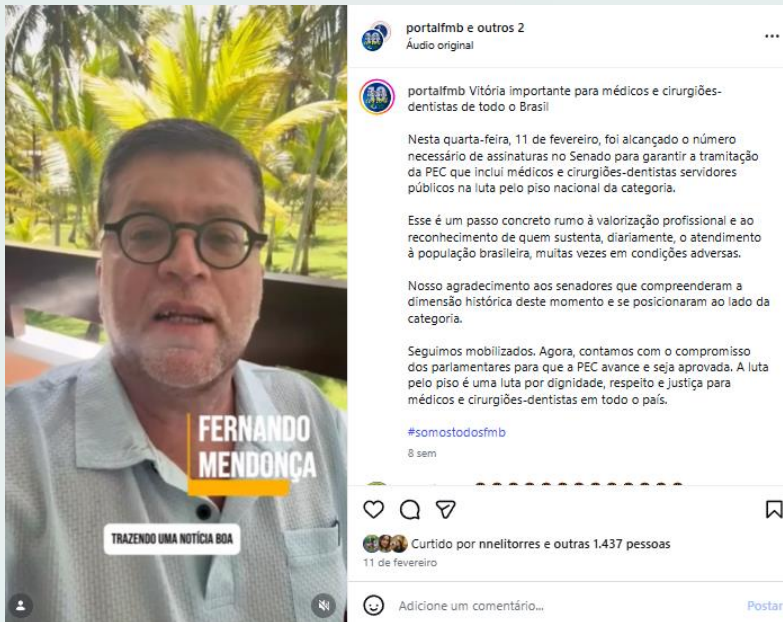 FERNANDO
MENDONÇA
TRAZENDO UMA NOTÍCIA BOA
portalfmb e outros 2
Áudio original
portalfmb Vitória importante para médicos e cirurgiões-
dentistas de todo o Brasil
Nesta quarta-feira, 11 de fevereiro, foi alcançado o número
necessário de assinaturas no Senado para garantir a tramitação
da PEC que incluí médicos e cirurgiões-dentistas servidores
públicos na luta pelo piso nacional da categoria.
Esse é um passo concreto rumo à valorização profissional e ao
reconhecimento de quem sustenta, diariamente, o atendimento
à população brasileira, muitas vezes em condições adversas.
Nosso agradecimento aos senadores que compreenderam a
dimensão histórica deste momento e se posicionaram ao lado da
categoria.
Seguimos mobilizados. Agora, contamos com o compromisso
dos parlamentares para que a PEC avance e seja aprovada. A luta
pelo piso é uma luta por dignidade, respeito e justiça para
médicos e cirurgiões-dentistas em todo o país.
#somostodosfmb
8 sem
Curtido por nnelitorres e outras 1.437 pessoas
11 de fevereiro
Adicione um comentário...
Postar